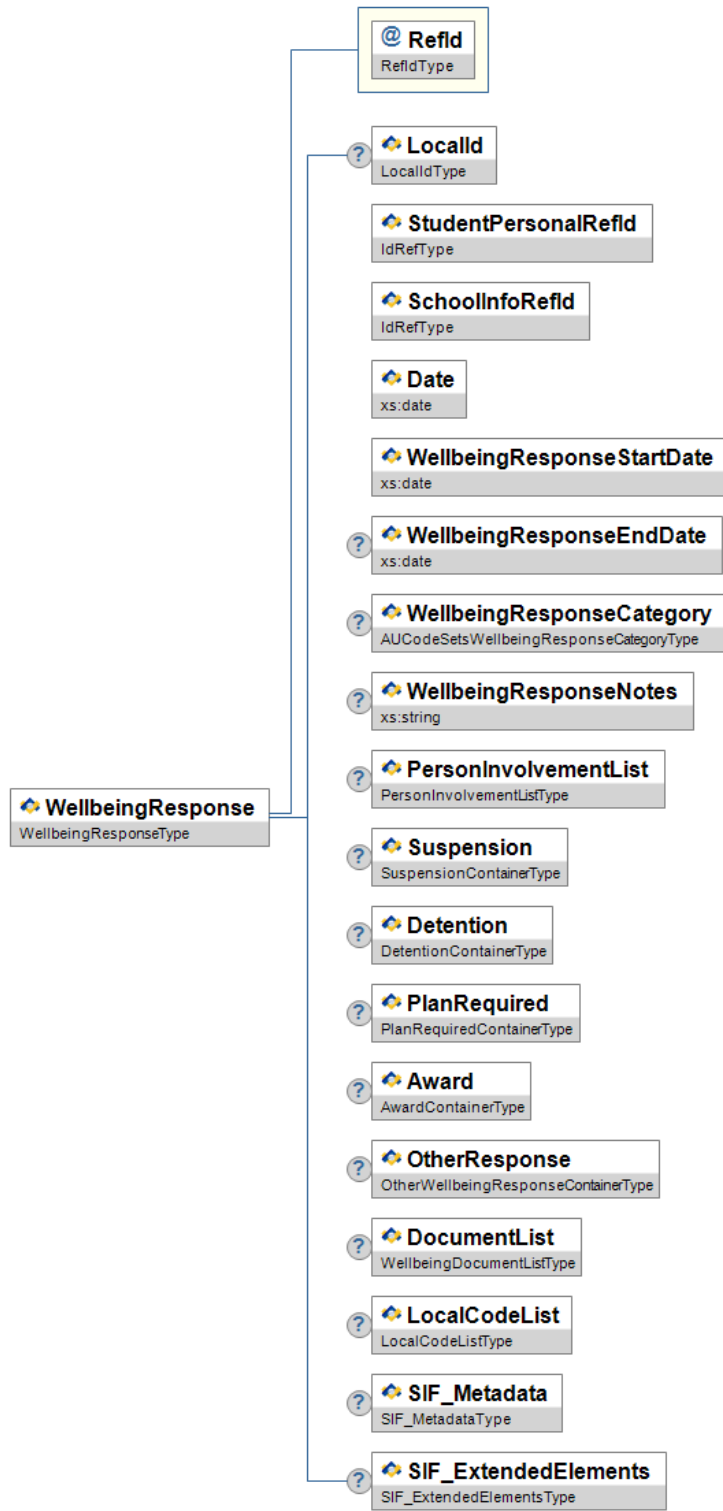 @ RefId
RefIdType
? LocalId
LocalIdType
StudentPersonalRefId
IdRefType
SchoolInfoRefId
IdRefType
Date
xs:date
WellbeingResponseStartDate
xs:date
? WellbeingResponseEndDate
xs:date
? WellbeingResponseCategory
AUCodeSetsWellbeingResponseCategoryType
? WellbeingResponseNotes
xs:string
? PersonInvolvementList
PersonInvolvementListType
WellbeingResponse
WellbeingResponseType
? Suspension
SuspensionContainerType
? Detention
DetentionContainerType
? PlanRequired
PlanRequiredContainerType
? Award
AwardContainerType
? OtherResponse
OtherWellbeingResponseContainerType
? DocumentList
WellbeingDocumentListType
? LocalCodeList
LocalCodeListType
? SIF_Metadata
SIF_MetadataType
? SIF_ExtendedElements
SIF_ExtendedElementsType